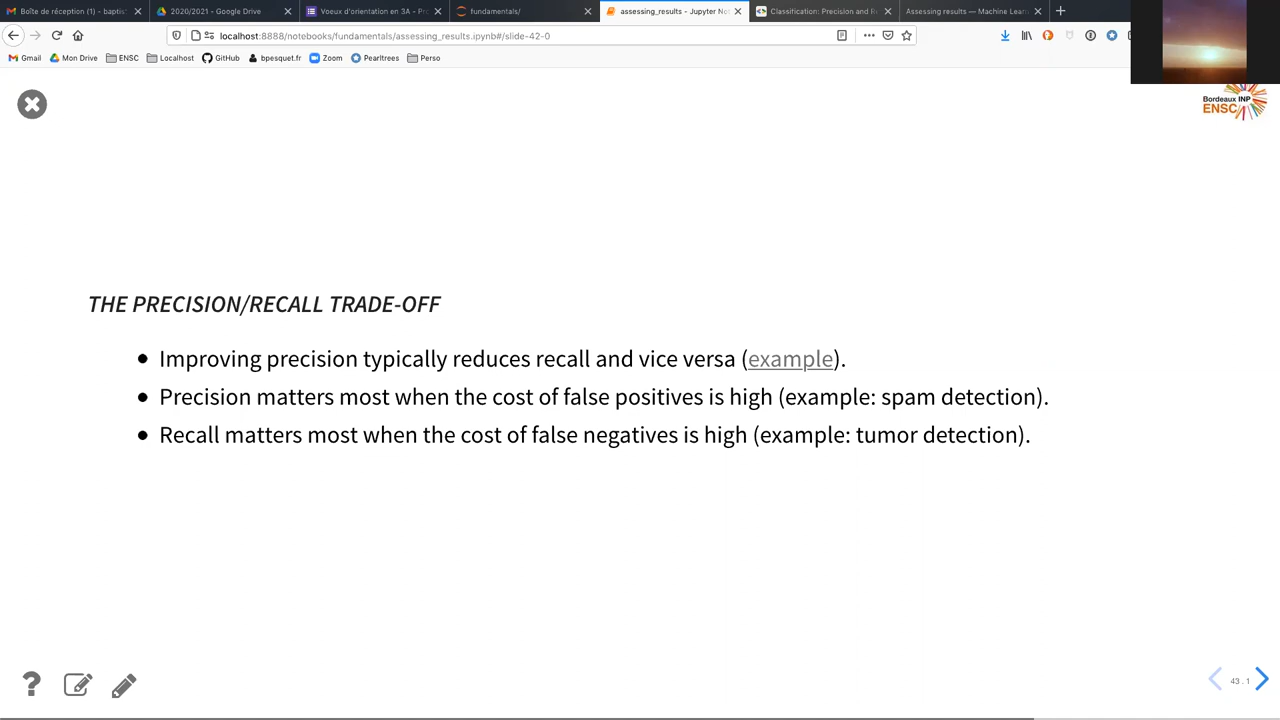 Boîte de réception (1) - baptis
2020/2021 - Google Drive
Voeux d'orientation en 3A - Pro
fundamentals/
assessing_results - Jupyter No
Classification: Precision and R
Assessing results — Machine Lear
localhost:8888/notebooks/fundamentals/assessing_results.ipynb#/slide-42-0
Gmail
Mon Drive
ENSC
Localhost
GitHub
bpesquet.fr
Zoom
Pearltrees
Perso
Bordeaux INP
ENSC
THE PRECISION/RECALL TRADE-OFF
• Improving precision typically reduces recall and vice versa (example).
• Precision matters most when the cost of false positives is high (example: spam detection).
• Recall matters most when the cost of false negatives is high (example: tumor detection).
?
43 . 1